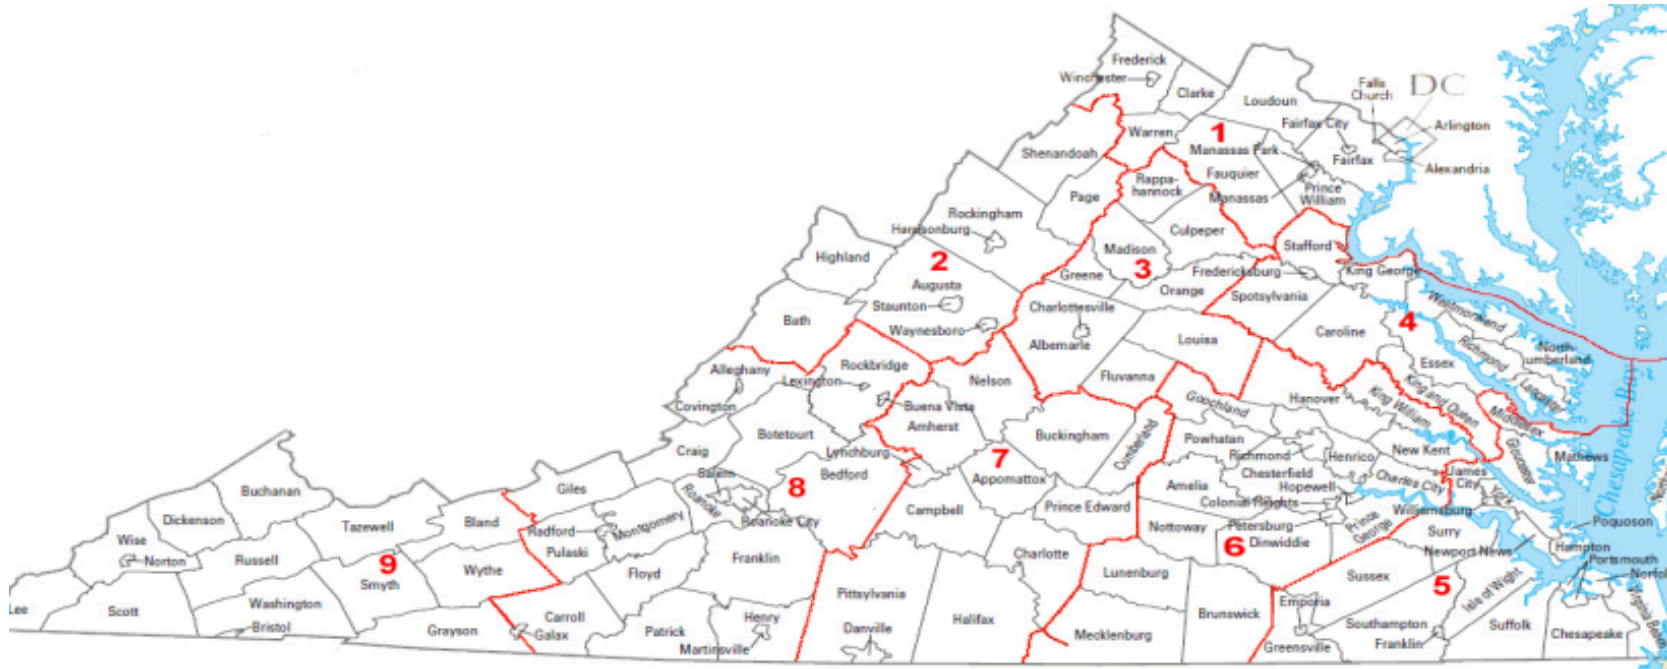 Frederick
Winchester
Clarke
Loudoun
Falls
Church
DC
Arlington
Warren
1
Fairfax City
Shenandoah
Manassas Park
Fairfax
Alexandria
Page
Rappa-
hannock
Fauquier
Manassas
Prince
William
Rockingham
Harrisonburg
Culpeper
Madison
Stafford
Highland
2
3
Fredericksburg
King George
Augusta
Greene
Orange
Spotsylvania
Staunton
Charlottesville
Westmoreland
Bath
Waynesboro
Albemarle
Louisa
Caroline
4
Richmond
North-
umberland
Alleghany
Rockbridge
Lexington
Nelson
Fluvanna
Essex
Lancaster
Covington
Buena Vista
Goochland
Hanover
King William
King and Queen
Middlesex
Chesapeake Bay
Craig
Botetourt
Amherst
Buckingham
Cumberland
Powhatan
Richmond
Henrico
New Kent
Gloucester
Mathews
Lynchburg
7
Salem
Bedford
Appomattox
Chesterfield
Charles City
James
City
Buchanan
Giles
8
Roanoke
Amelia
Hopewell
Colonial Heights
York
Dickenson
Tazewell
Bland
Radford
Montgomery
Roanoke City
Campbell
Prince Edward
Nottoway
Petersburg
Prince
George
Williamsburg
Poquoson
Wise
Norton
Russell
9
Smyth
Wythe
Pulaski
Floyd
Franklin
Charlotte
6
Dinwiddie
Surry
Newport News
Hampton
Portsmouth
Norfolk
Lee
Scott
Washington
Bristol
Grayson
Carroll
Galax
Patrick
Henry
Martinsville
Pittsylvania
Danville
Halifax
Lunenburg
Mecklenburg
Brunswick
Sussex
Emporia
Greensville
Southampton
Franklin
5
Isle of Wight
Suffolk
Chesapeake
Virginia Beach